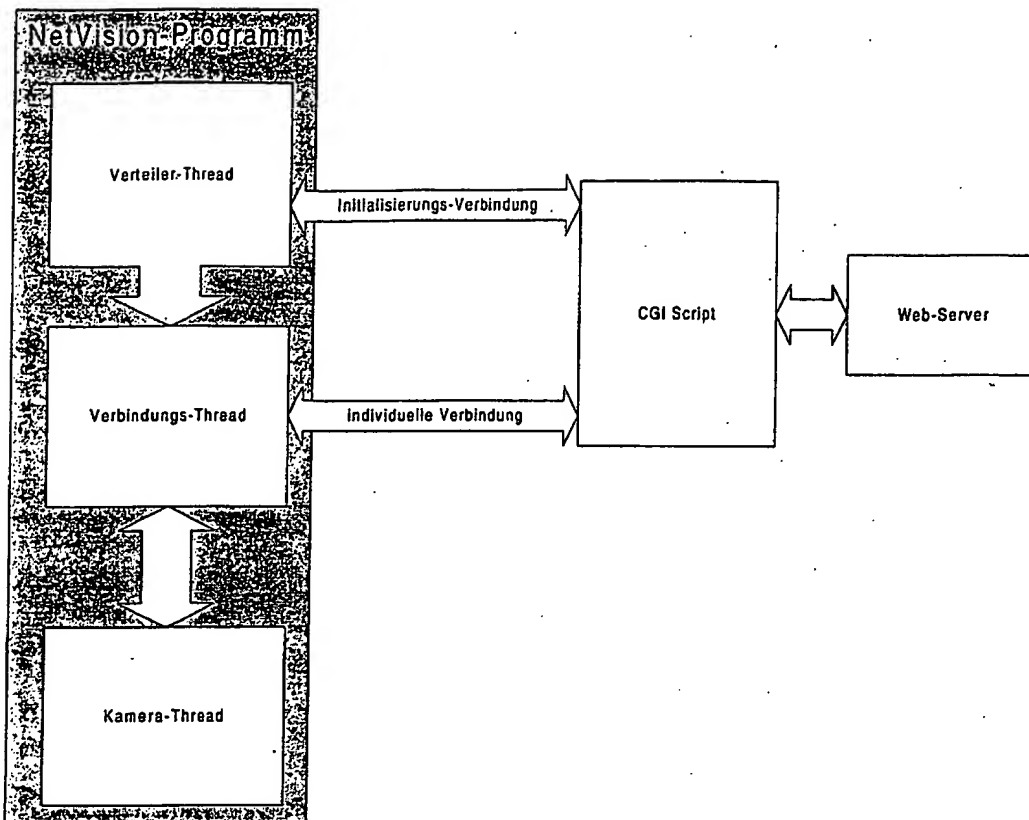 NetVision-Programm
Verteiler-Thread
Initialisierungs-Verbindung
CGI Script
Web-Server
Verbindungs-Thread
individuelle Verbindung
Kamera-Thread